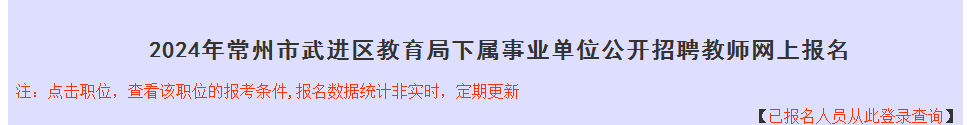 2024年常州市武进区教育局下属事业单位公开招聘教师网上报名
注：点击职位，查看该职位的报考条件,报名数据统计非实时，定期更新
【已报名人员从此登录查询】